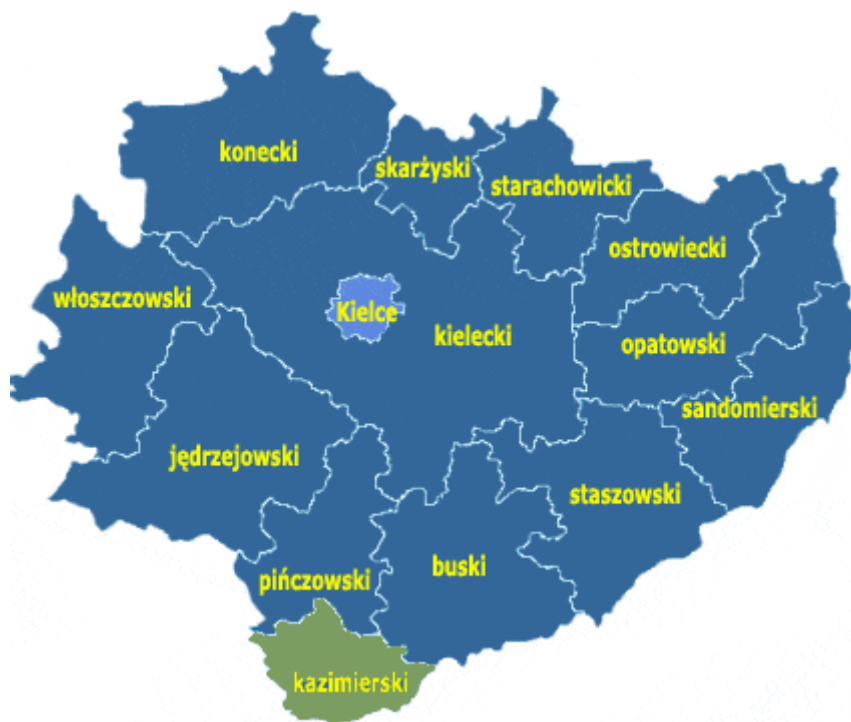 konecki
skarżyski
starachowicki
ostrowiecki
włoszczowski
Kielce
kielecki
opatowski
sandomierski
jędrzejowski
staszowski
pińczowski
buski
kazimierski